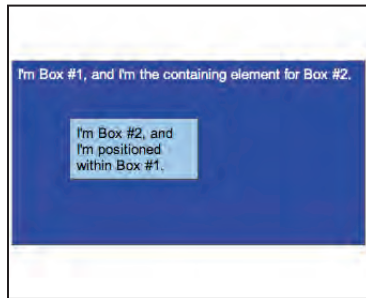 I'm Box #1, and I'm the containing element for Box #2.
I'm Box #2, and
I'm positioned
within Box #1.